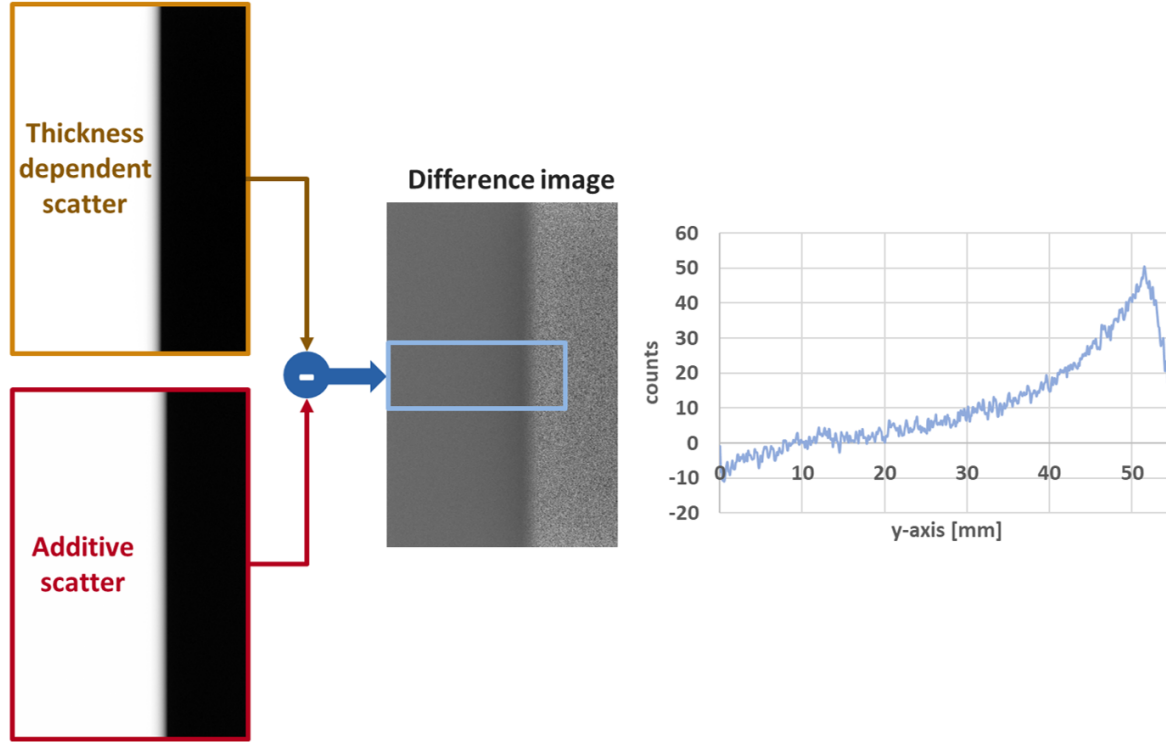 Thickness
dependent
scatter
Additive
scatter
-
Difference image
60
50
40
30
20
10
0
-10
-20
counts
0 10 20 30 40 50
y-axis [mm]